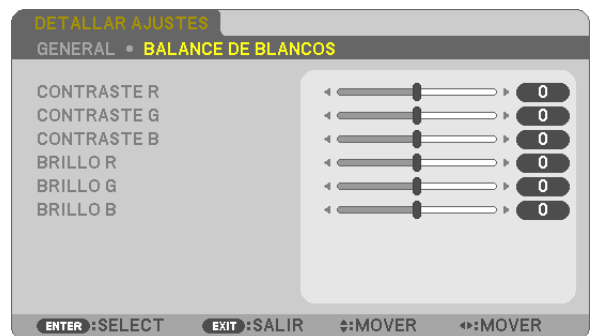 DETALLAR AJUSTES
GENERAL • BALANCE DE BLANCOS
CONTRASTE R 0
CONTRASTE G 0
CONTRASTE B 0
BRILLO R 0
BRILLO G 0
BRILLO B 0
ENTER :SELECT EXIT :SALIR :MOVER :MOVER